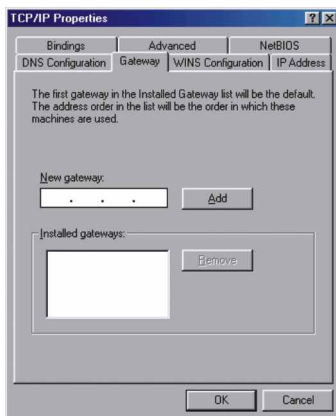 TCP/IP Properties
Bindings Advanced NetBIOS
DNS Configuration Gateway WINS Configuration IP Address
The first gateway in the Installed Gateway list will be the default.
The address order in the list will be the order in which these
machines are used.
New gateway:
. . . Add
Installed gateways:
Remove
OK Cancel